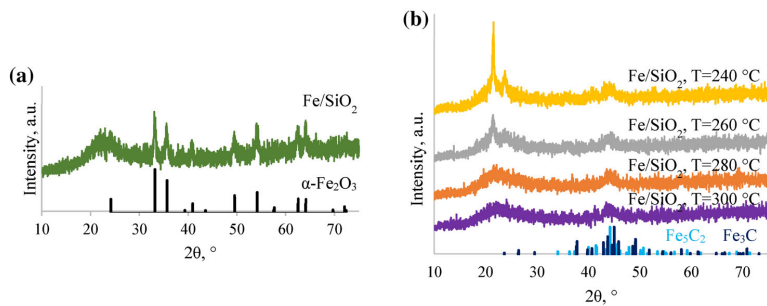 (a)
Fe/SiO₂
α-Fe₂O₃
Intensity, a.u.
10 20 30 40 50 60 70
2θ, °
(b)
Fe/SiO₂, T=240 °C
Fe/SiO₂, T=260 °C
Fe/SiO₂, T=280 °C
Fe/SiO₂, T=300 °C
Fe₅C₂ Fe₃C
Intensity, a.u.
10 20 30 40 50 60 70
2θ, °